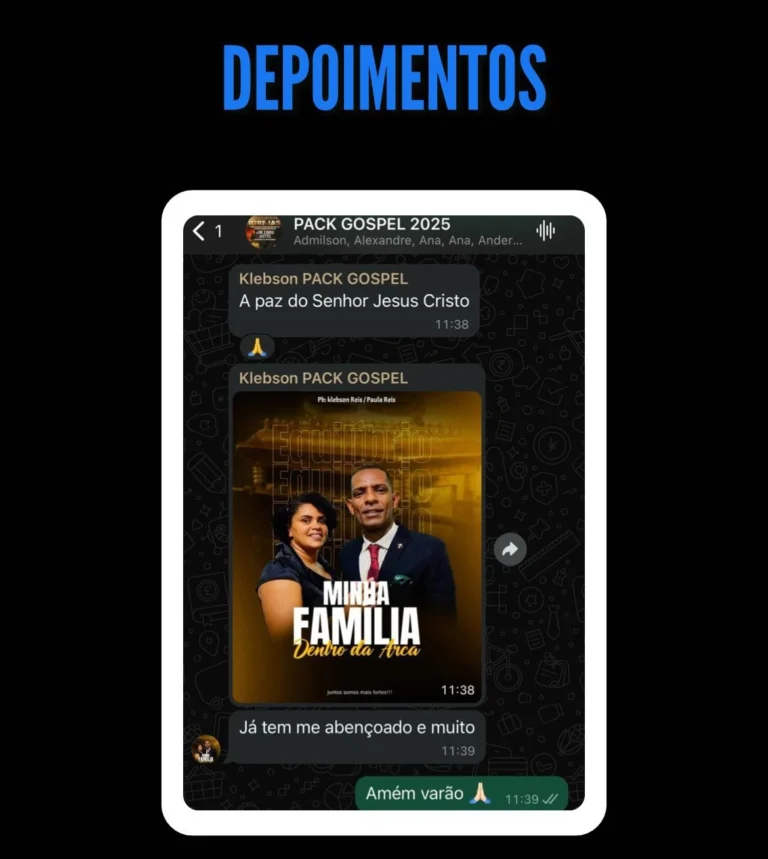 DEPOIMENTOS
1
PACK GOSPEL 2025
Admilson, Alexandre, Ana, Ana, Ander...
Klebson PACK GOSPEL
A paz do Senhor Jesus Cristo
11:38
🙏
Klebson PACK GOSPEL
Pb: klebson Reis / Paula Reis
Equilíbrio
MINHA
FAMILIA
Dentro da Arca
Juntos somos mais fortes!!!
11:38
Já tem me abençoado e muito
11:39
Amém varão 🙏🏻
11:39